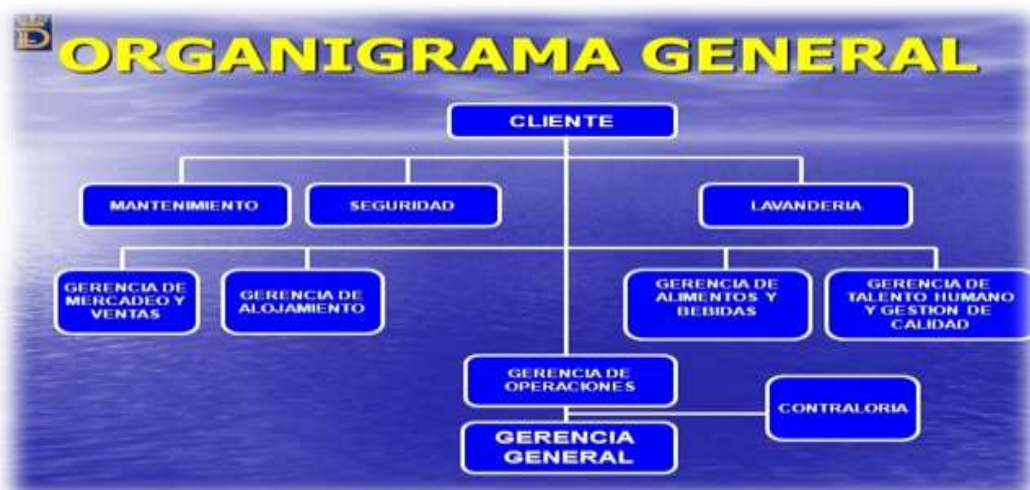 ORGANIGRAMA GENERAL
CLIENTE
MANTENIMIENTO
SEGURIDAD
LAVANDERIA
GERENCIA DE
MERCADEO Y
VENTAS
GERENCIA DE
ALOJAMIENTO
GERENCIA DE
ALIMENTOS Y
BEBIDAS
GERENCIA DE
TALENTO HUMANO
Y GESTION DE
CALIDAD
GERENCIA DE
OPERACIONES
CONTRALORIA
GERENCIA
GENERAL